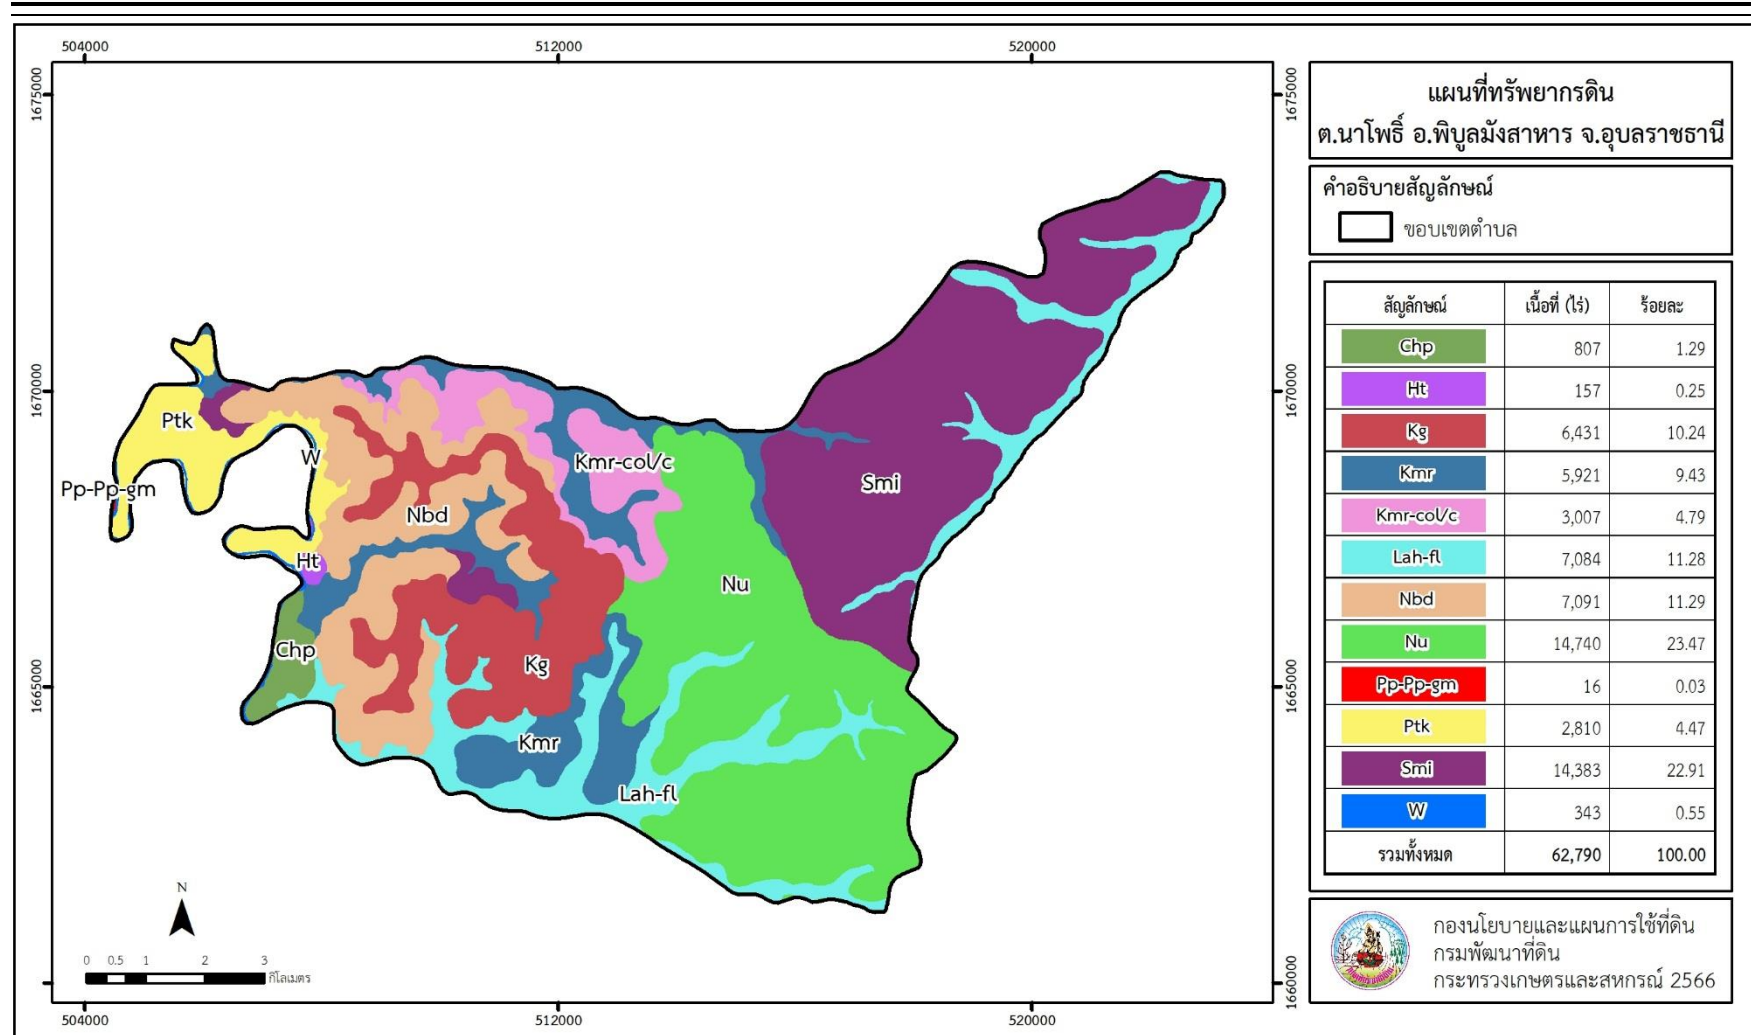 504000
512000
520000
1675000
1675000
1670000
1670000
1665000
1665000
1660000
1660000
504000
512000
520000
Ptk
W
Pp-Pp-gm
Kmr-col/c
Smi
Nbd
Ht
Nu
Chp
Kg
Kmr
Lah-fl
N
0 0.5 1 2 3
กิโลเมตร
แผนที่ทรัพยากรดิน
ต.นาโพธิ์ อ.พิบูลมังสาหาร จ.อุบลราชธานี
คำอธิบายสัญลักษณ์
ขอบเขตตำบล
สัญลักษณ์ เนื้อที่ (ไร่) ร้อยละ
Chp 807 1.29
Ht 157 0.25
Kg 6,431 10.24
Kmr 5,921 9.43
Kmr-col/c 3,007 4.79
Lah-fl 7,084 11.28
Nbd 7,091 11.29
Nu 14,740 23.47
Pp-Pp-gm 16 0.03
Ptk 2,810 4.47
Smi 14,383 22.91
W 343 0.55
รวมทั้งหมด 62,790 100.00
กองนโยบายและแผนการใช้ที่ดิน
กรมพัฒนาที่ดิน
กระทรวงเกษตรและสหกรณ์ 2566